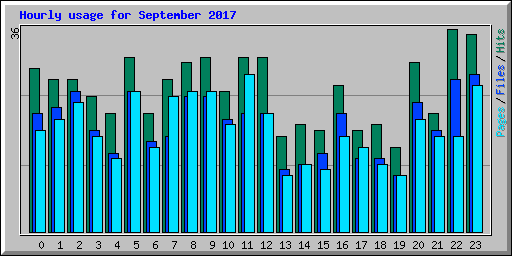 Hourly usage for September 2017
36
Pages / Files / Hits
0 1 2 3 4 5 6 7 8 9 10 11 12 13 14 15 16 17 18 19 20 21 22 23